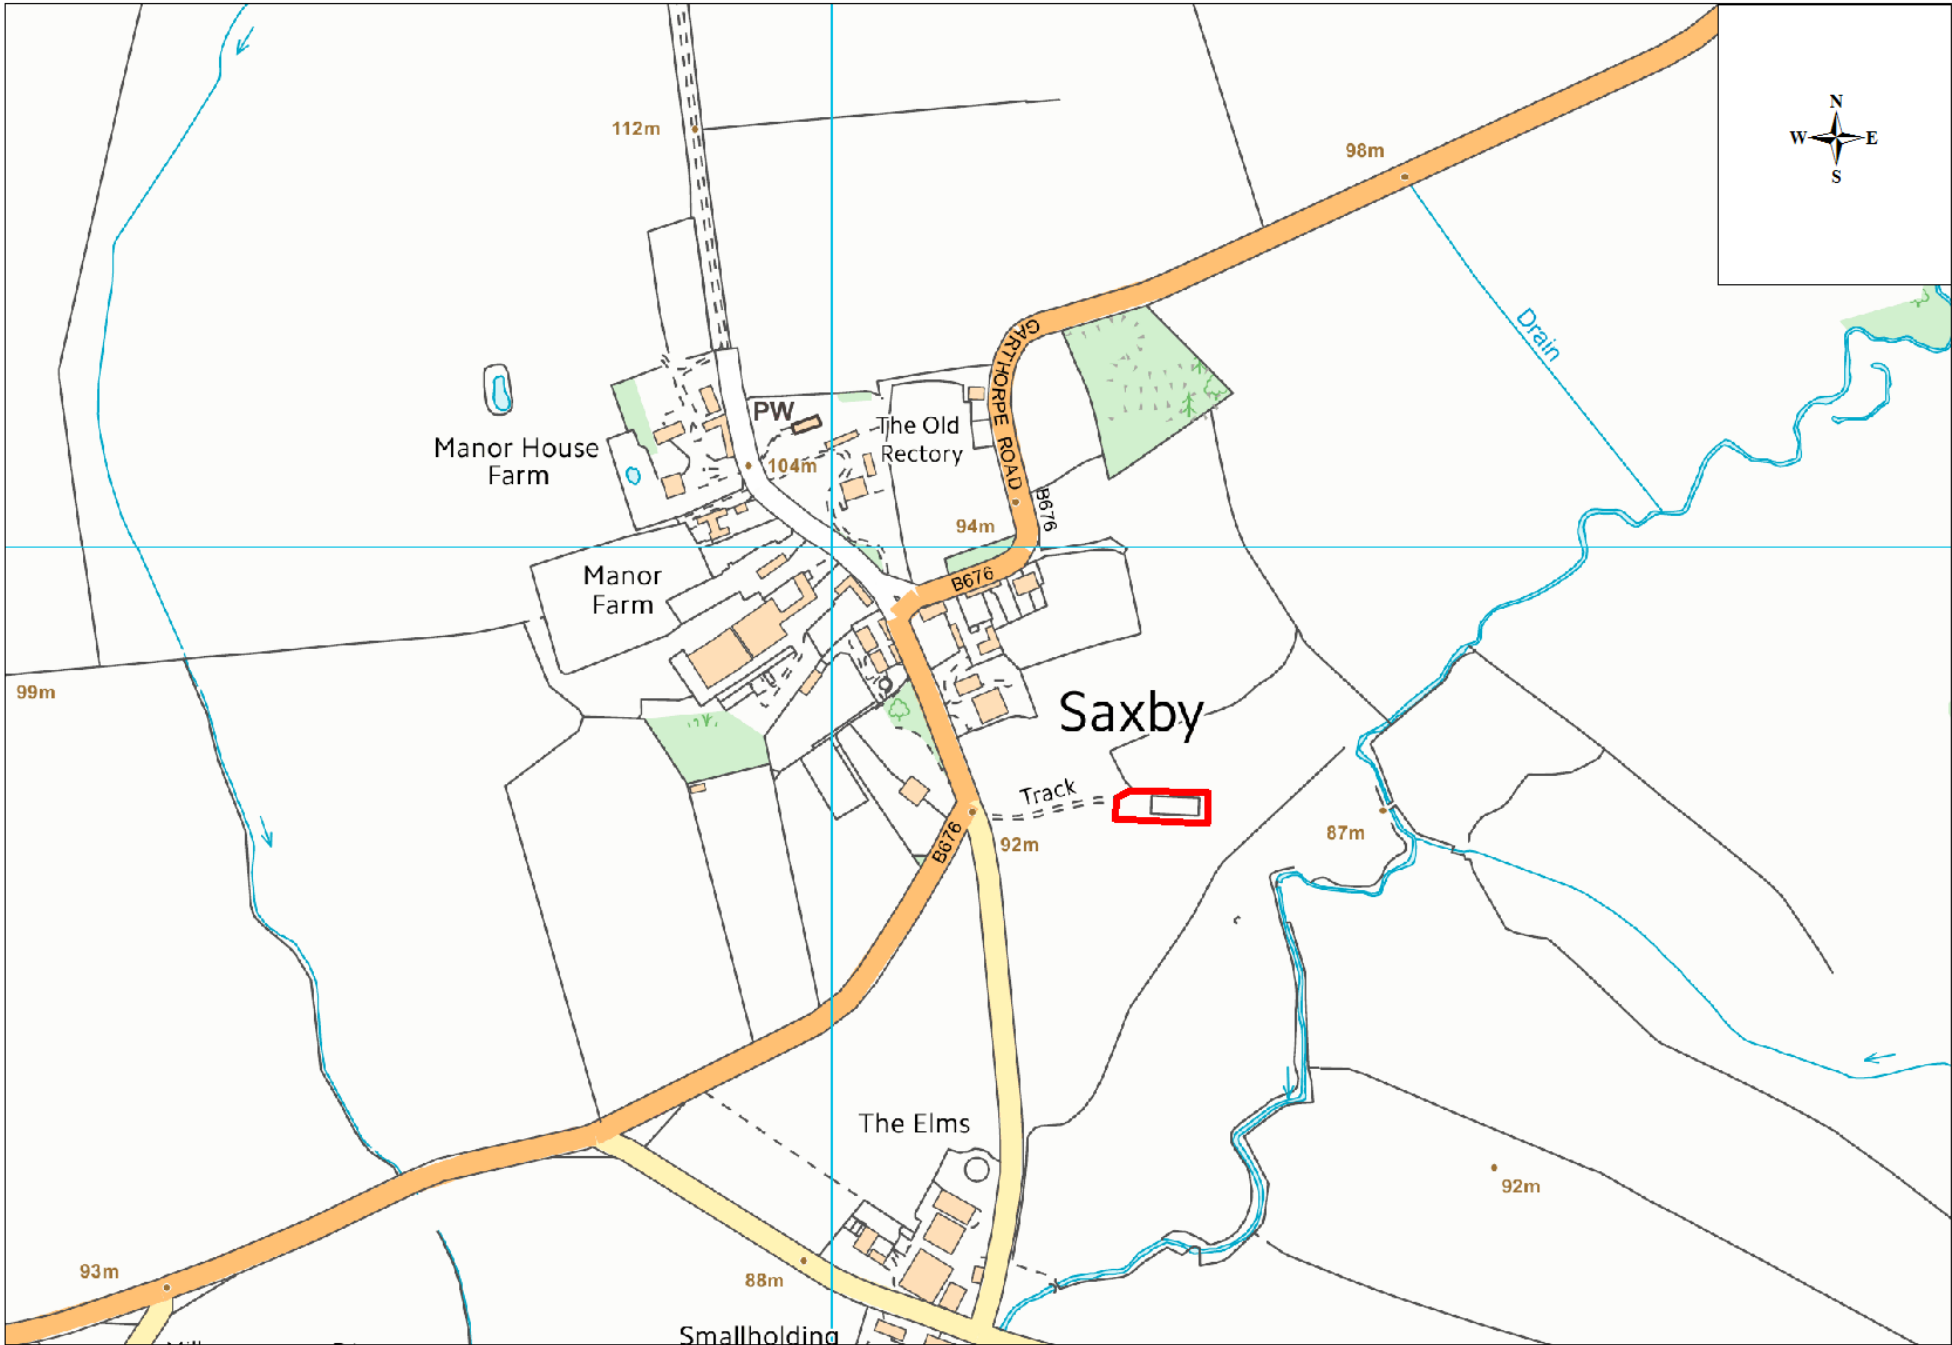 N
W E
S
112m
98m
Drain
GARTHORPE ROAD
PW
The Old
Rectory
Manor House
Farm
104m
B676
94m
B676
Manor
Farm
99m
Saxby
Track
B676
92m
87m
The Elms
92m
93m
88m
Smallholding